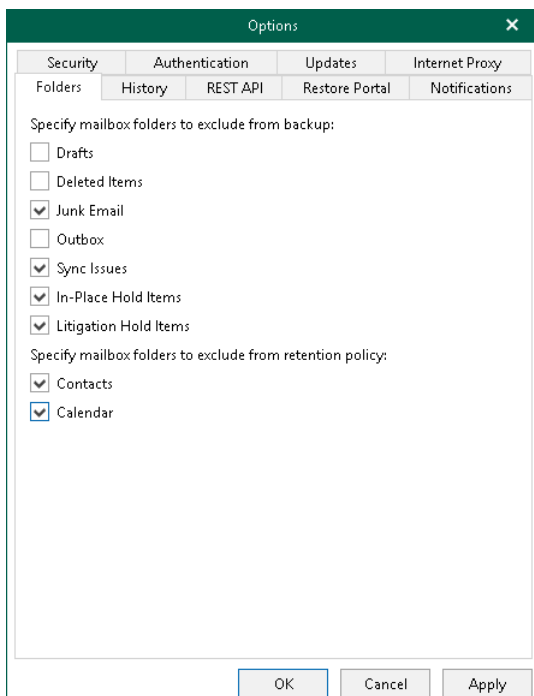 Options
Security Authentication Updates Internet Proxy
Folders History REST API Restore Portal Notifications
Specify mailbox folders to exclude from backup:
Drafts
Deleted Items
Junk Email
Outbox
Sync Issues
In-Place Hold Items
Litigation Hold Items
Specify mailbox folders to exclude from retention policy:
Contacts
Calendar
OK Cancel Apply